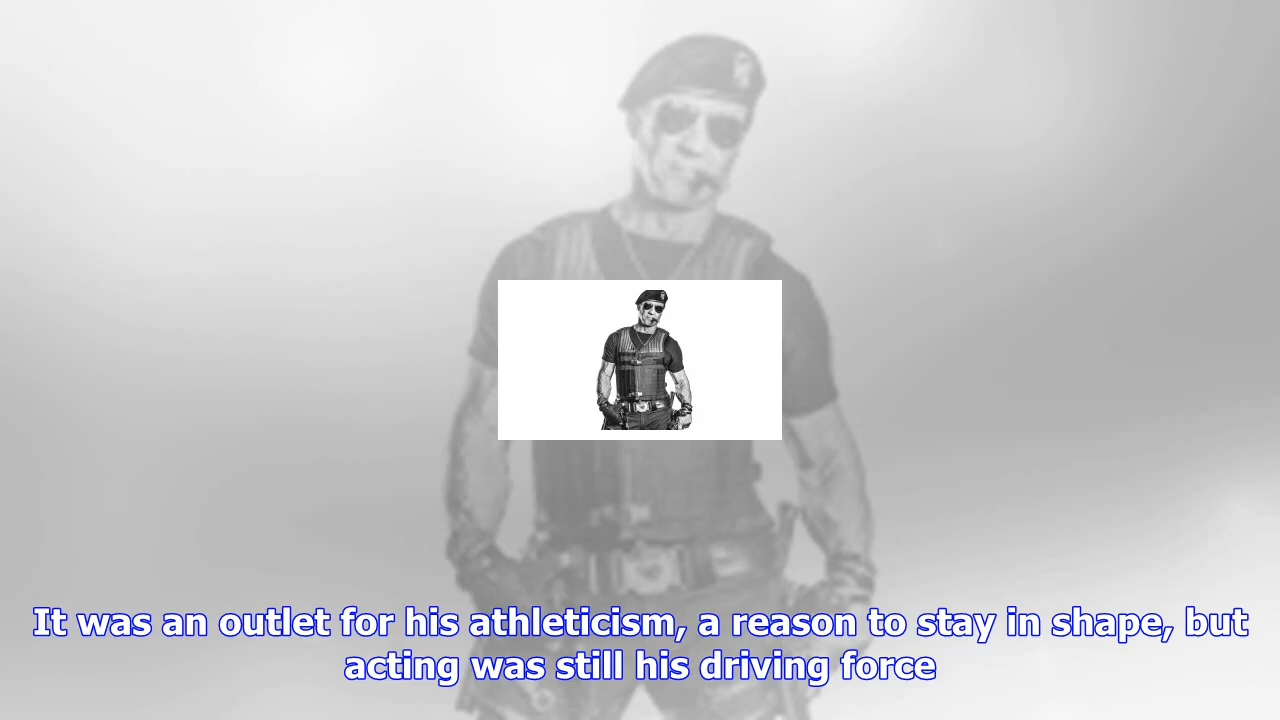 It was an outlet for his athleticism, a reason to stay in shape, but
acting was still his driving force